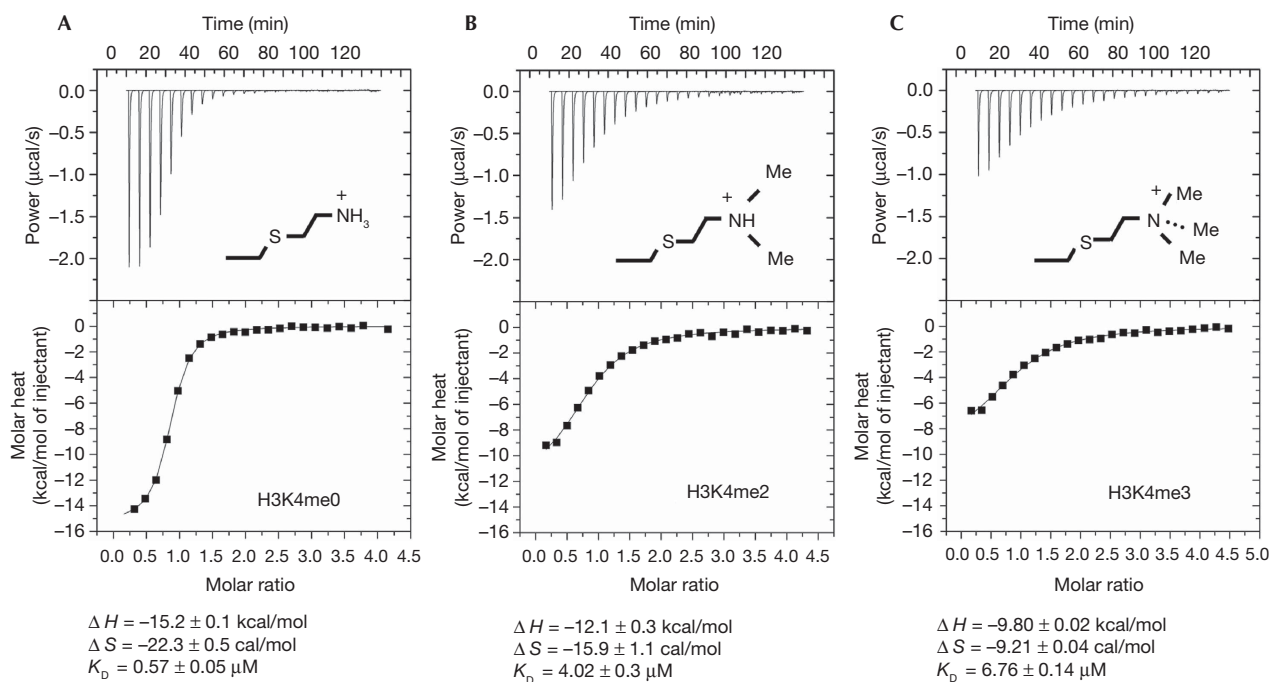 A
Time (min)
0 20 40 60 80 100 120
Power (µcal/s)
0.0
−0.5
−1.0
−1.5
−2.0
S
+
NH3
Molar heat
(kcal/mol of injectant)
0
−2
−4
−6
−8
−10
−12
−14
−16
H3K4me0
0.0 0.5 1.0 1.5 2.0 2.5 3.0 3.5 4.0 4.5
Molar ratio
Δ H = −15.2 ± 0.1 kcal/mol
Δ S = −22.3 ± 0.5 cal/mol
KD = 0.57 ± 0.05 µM
B
Time (min)
0 20 40 60 80 100 120
Power (µcal/s)
0.0
−0.5
−1.0
−1.5
−2.0
Me
+
S
NH
Me
Molar heat
(kcal/mol of injectant)
0
−2
−4
−6
−8
−10
−12
−14
−16
H3K4me2
0.0 0.5 1.0 1.5 2.0 2.5 3.0 3.5 4.0 4.5
Molar ratio
Δ H = −12.1 ± 0.3 kcal/mol
Δ S = −15.9 ± 1.1 cal/mol
KD = 4.02 ± 0.3 µM
C
Time (min)
0 20 40 60 80 100 120
Power (µcal/s)
0.0
−0.5
−1.0
−1.5
−2.0
+
Me
S
N
Me
Me
Molar heat
(kcal/mol of injectant)
0
−2
−4
−6
−8
−10
−12
−14
−16
H3K4me3
0.0 0.5 1.0 1.5 2.0 2.5 3.0 3.5 4.0 4.5 5.0
Molar ratio
Δ H = −9.80 ± 0.02 kcal/mol
Δ S = −9.21 ± 0.04 cal/mol
KD = 6.76 ± 0.14 µM